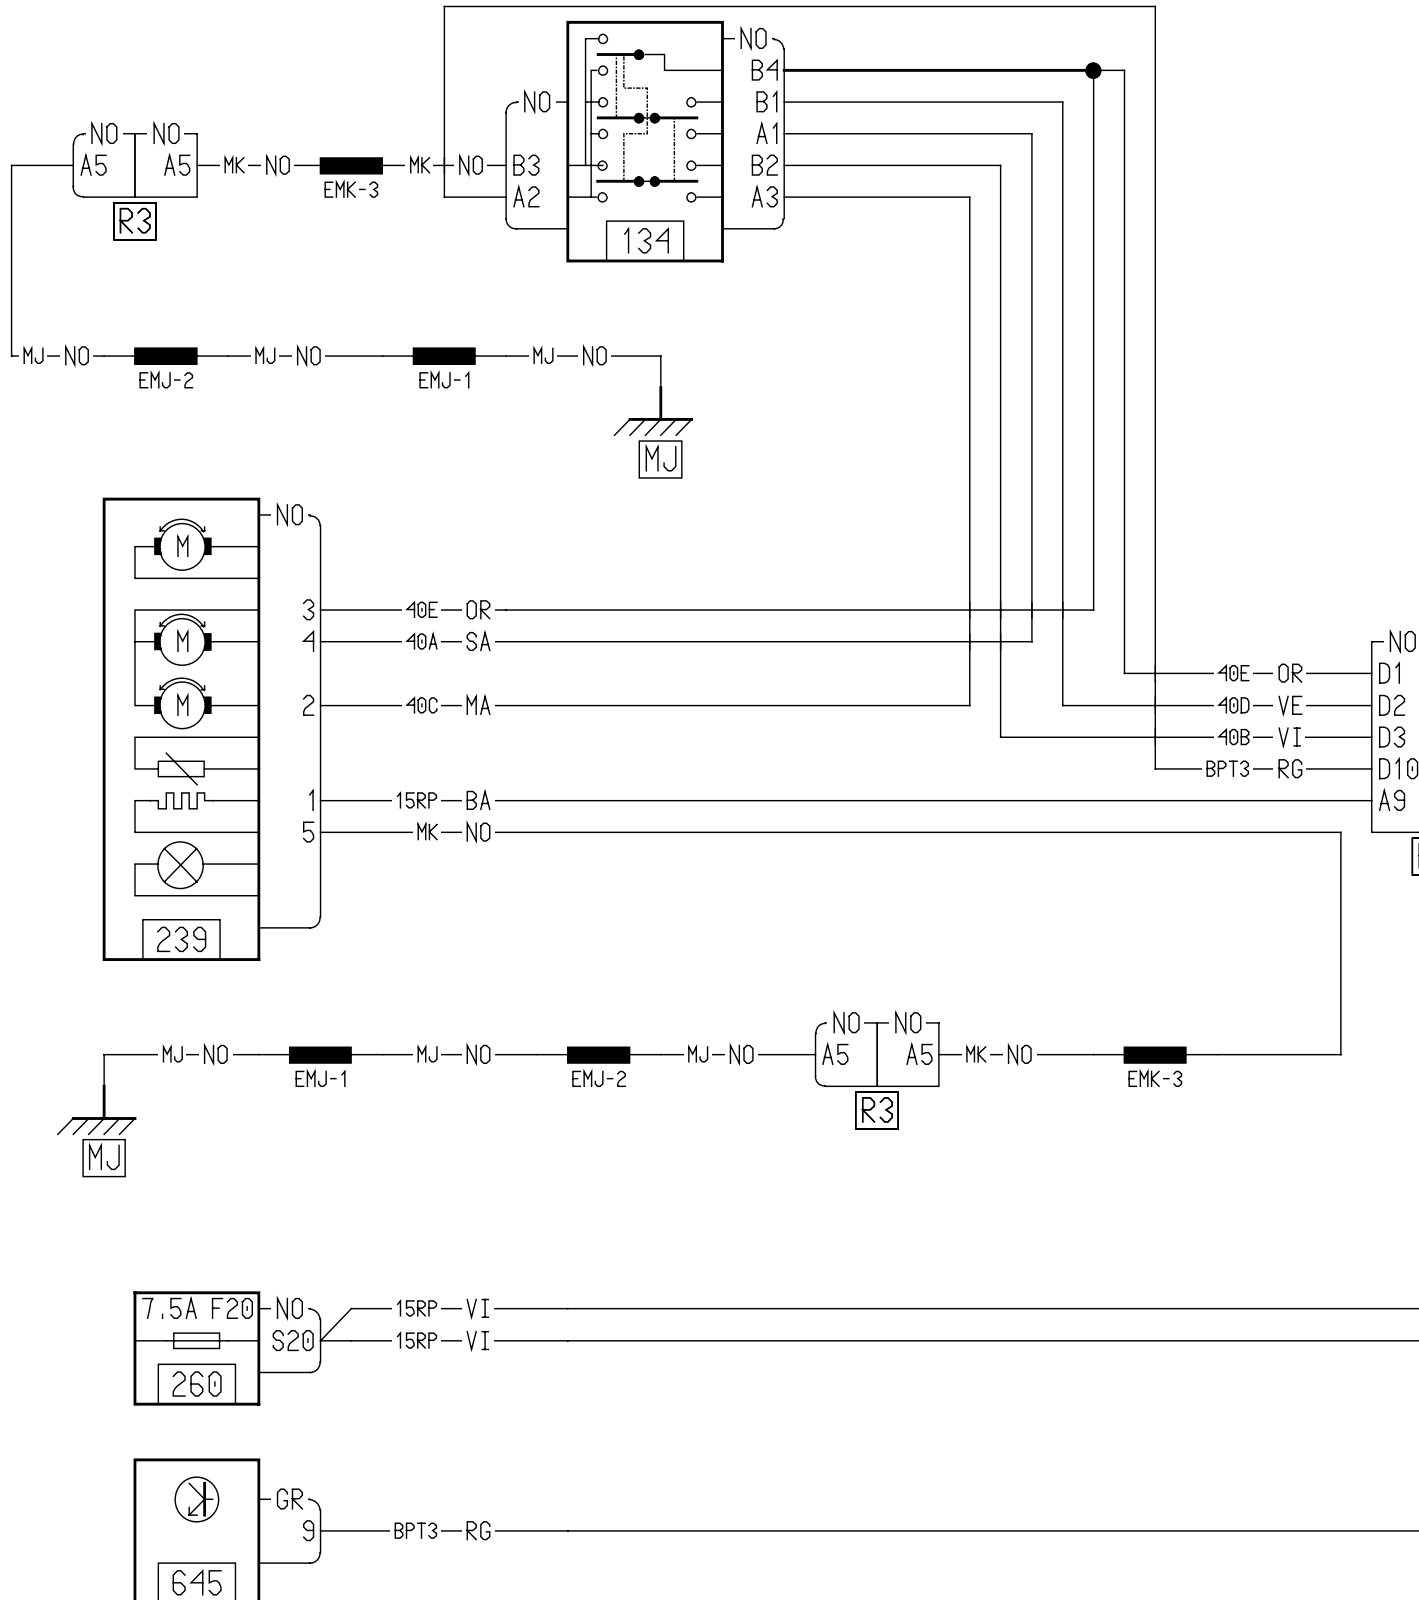 NO
B4
B1
A1
B2
A3
NO
B3
A2
134
NO NO
A5 A5
R3
MK NO
EMK-3
MK NO
MJ NO
EMJ-2
MJ NO
EMJ-1
MJ NO
MJ
M
M
M
NO
3 40E OR
4 40A SA
2 40C MA
1 15RP BA
5 MK NO
239
NO
40E OR D1
40D VE D2
40B VI D3
BPT3 RG D10
A9
MJ NO
EMJ-1
MJ NO
EMJ-2
MJ NO
NO NO
A5 A5
R3
MK NO
EMK-3
MJ
7.5A F20 NO 15RP VI
S20 15RP VI
260
GR
9 BPT3 RG
645